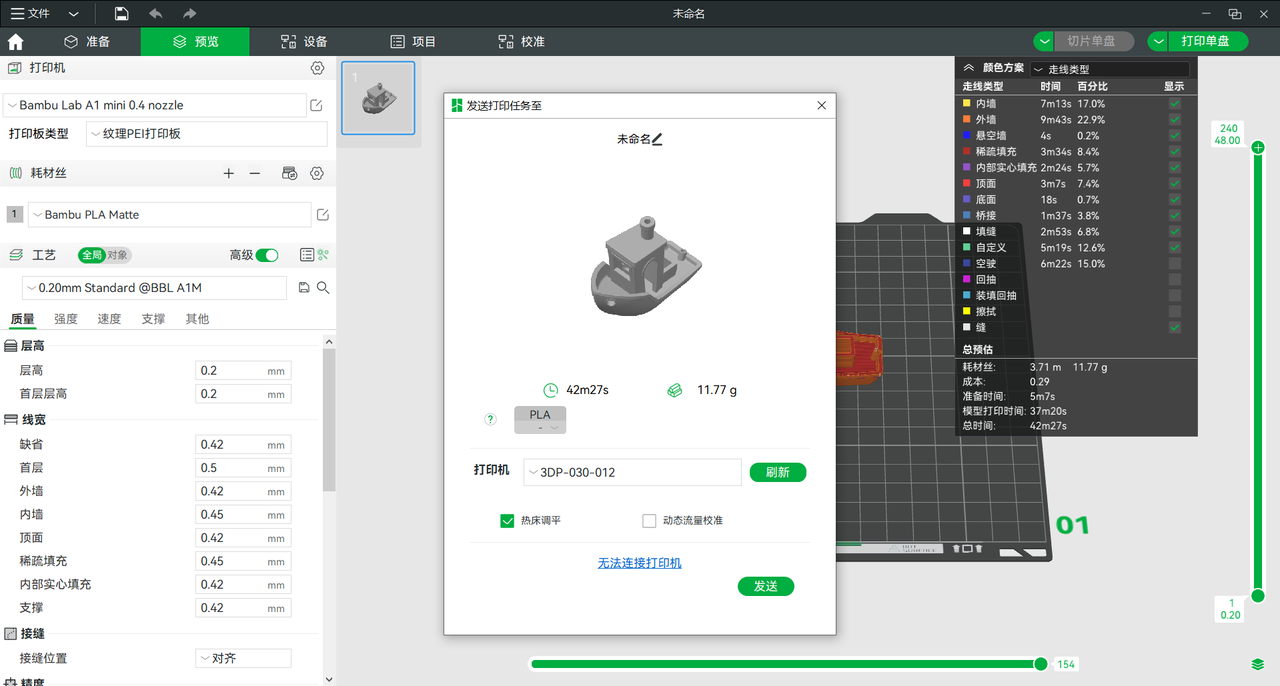 文件
未命名
准备
预览
设备
项目
校准
切片单盘
打印单盘
打印机
Bambu Lab A1 mini 0.4 nozzle
打印板类型
纹理PEI打印板
耗材丝
1
Bambu PLA Matte
工艺
全局
对象
高级
0.20mm Standard @BBL A1M
质量
强度
速度
支撑
其他
层高
层高 0.2 mm
首层层高 0.2 mm
线宽
缺省 0.42 mm
首层 0.5 mm
外墙 0.42 mm
内墙 0.45 mm
顶面 0.42 mm
稀疏填充 0.45 mm
内部实心填充 0.42 mm
支撑 0.42 mm
接缝
接缝位置 对齐
精度
1
发送打印任务至
未命名
42m27s
11.77 g
?
PLA
-
打印机
3DP-030-012
刷新
热床调平
动态流量校准
无法连接打印机
发送
颜色方案 走线类型
走线类型 时间 百分比 显示
内墙 7m13s 17.0%
外墙 9m43s 22.9%
悬空墙 4s 0.2%
稀疏填充 3m34s 8.4%
内部实心填充 2m24s 5.7%
顶面 3m7s 7.4%
底面 18s 0.7%
桥接 1m37s 3.8%
填缝 2m53s 6.8%
自定义 5m19s 12.6%
空驶 6m22s 15.0%
回抽
装填回抽
擦拭
缝
总预估
耗材丝: 3.71 m 11.77 g
成本: 0.29
准备时间: 5m7s
模型打印时间: 37m20s
总时间: 42m27s
240
48.00
01
HOT SURFACE
1
0.20
154